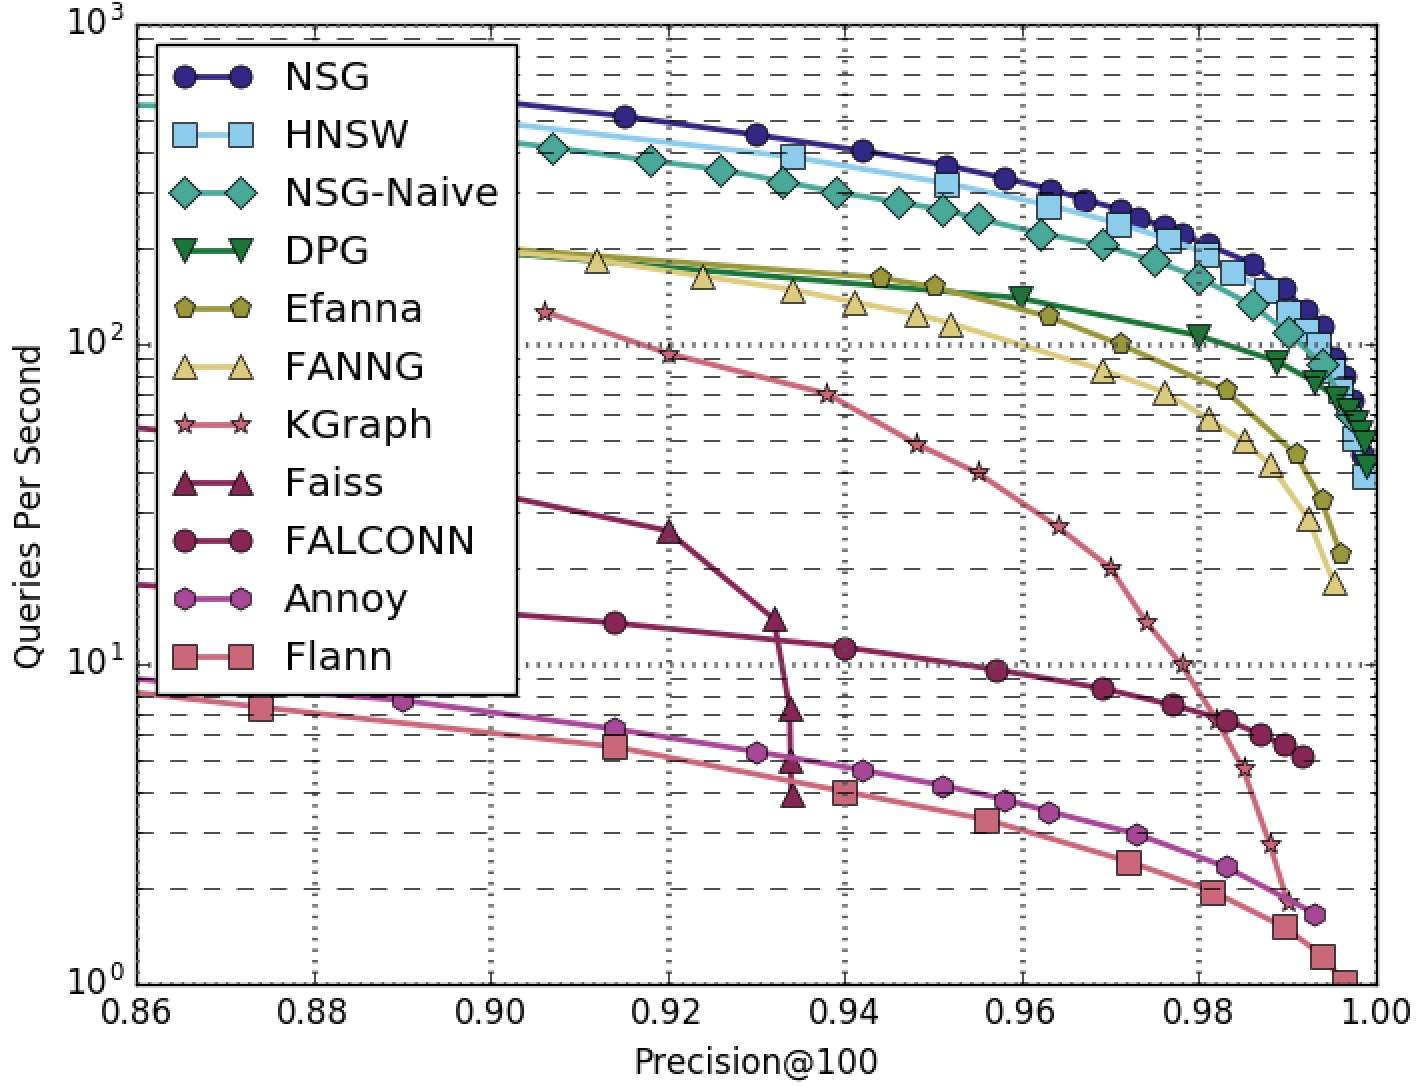 10³
NSG
HNSW
NSG-Naive
DPG
Efanna
FANNG
KGraph
Faiss
FALCONN
Annoy
Flann
10²
10¹
10⁰
Queries Per Second
0.86 0.88 0.90 0.92 0.94 0.96 0.98 1.00
Precision@100